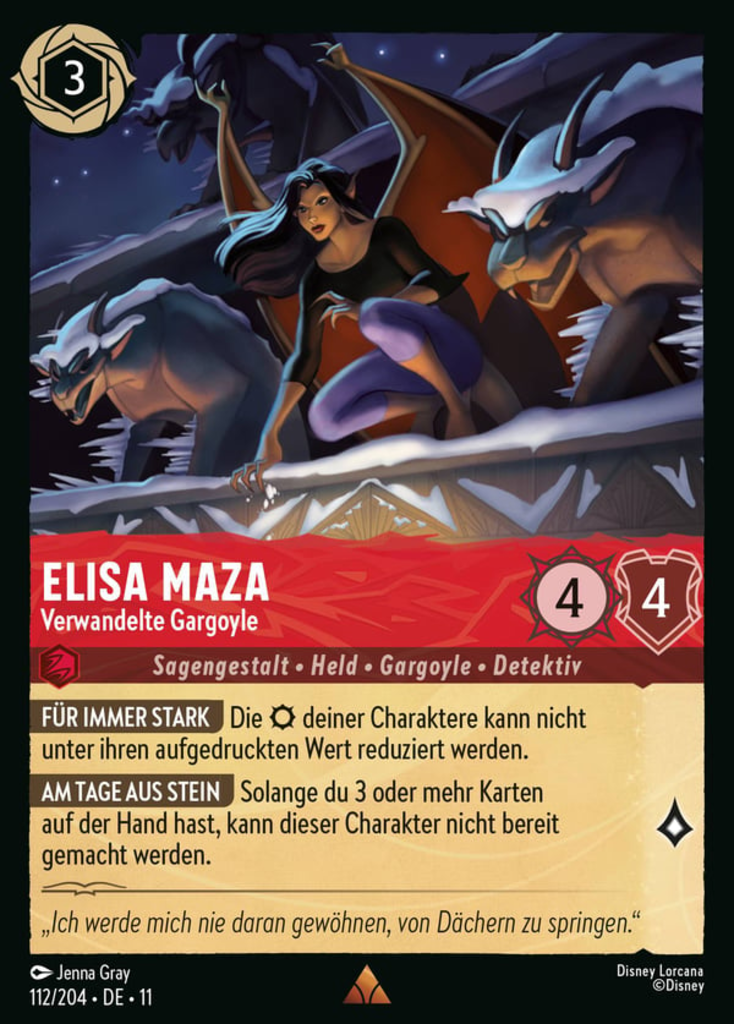 3
ELISA MAZA
Verwandelte Gargoyle
4
4
Sagengestalt • Held • Gargoyle • Detektiv
FÜR IMMER STARK Die deiner Charaktere kann nicht
unter ihren aufgedruckten Wert reduziert werden.
AM TAGE AUS STEIN Solange du 3 oder mehr Karten
auf der Hand hast, kann dieser Charakter nicht bereit
gemacht werden.
„Ich werde mich nie daran gewöhnen, von Dächern zu springen.“
Jenna Gray
112/204 • DE • 11
Disney Lorcana
©Disney